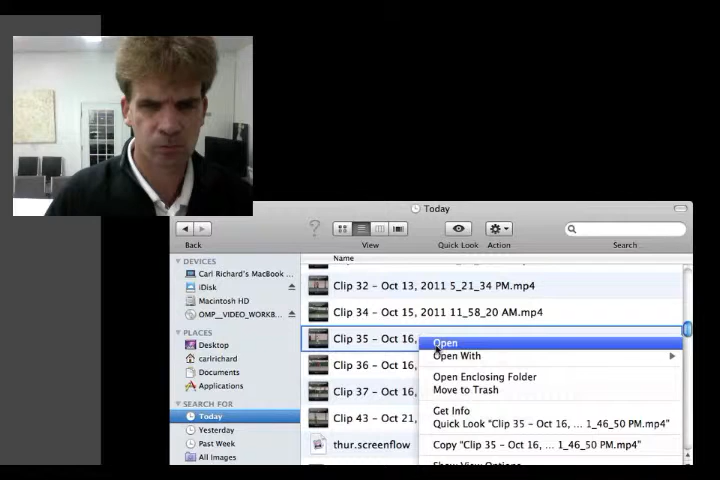 Today
Back
View
Quick Look
Action
Search
Name
DEVICES
Carl Richard's MacBook ...
iDisk
Macintosh HD
OMP__VIDEO_WORKB...
PLACES
Desktop
carlrichard
Documents
Applications
SEARCH FOR
Today
Yesterday
Past Week
All Images
Clip 32 – Oct 13, 2011 5_21_34 PM.mp4
Clip 34 – Oct 15, 2011 11_58_20 AM.mp4
Clip 35 – Oct 16,
Clip 36 – Oct 16,
Clip 37 – Oct 16,
Clip 43 – Oct 21,
thur.screenflow
Open
Open With
Open Enclosing Folder
Move to Trash
Get Info
Quick Look "Clip 35 – Oct 16, ... 1_46_50 PM.mp4"
Copy "Clip 35 – Oct 16, ... 1_46_50 PM.mp4"
Show View Options